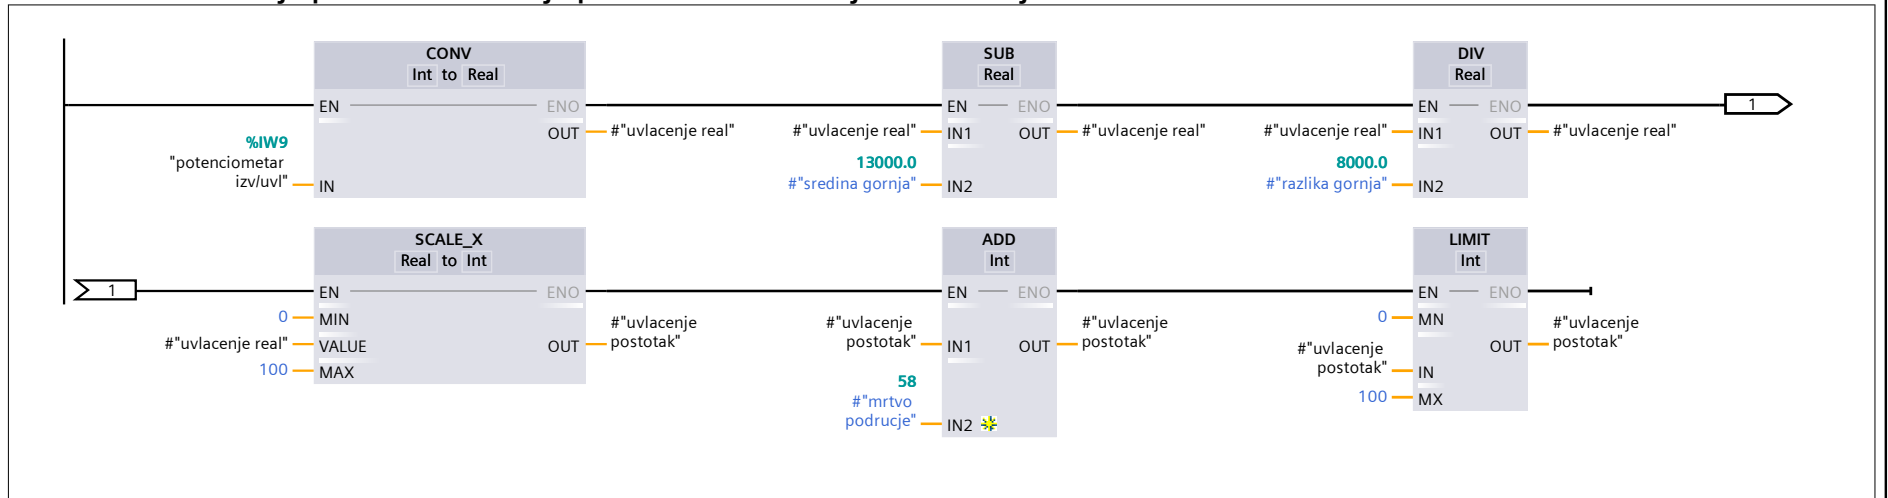 CONV
Int to Real
EN
ENO
OUT
#"uvlacenje real"
%IW9
"potenciometar
izv/uvl"
IN
SUB
Real
EN
ENO
#"uvlacenje real"
IN1
OUT
#"uvlacenje real"
13000.0
#"sredina gornja"
IN2
DIV
Real
EN
ENO
#"uvlacenje real"
IN1
OUT
#"uvlacenje real"
8000.0
#"razlika gornja"
IN2
1
1
SCALE_X
Real to Int
EN
ENO
0
MIN
#"uvlacenje real"
VALUE
OUT
#"uvlacenje
postotak"
100
MAX
ADD
Int
EN
ENO
#"uvlacenje
postotak"
IN1
OUT
#"uvlacenje
postotak"
58
#"mrtvo
podrucje"
IN2
LIMIT
Int
EN
ENO
0
MN
OUT
#"uvlacenje
postotak"
#"uvlacenje
postotak"
IN
100
MX